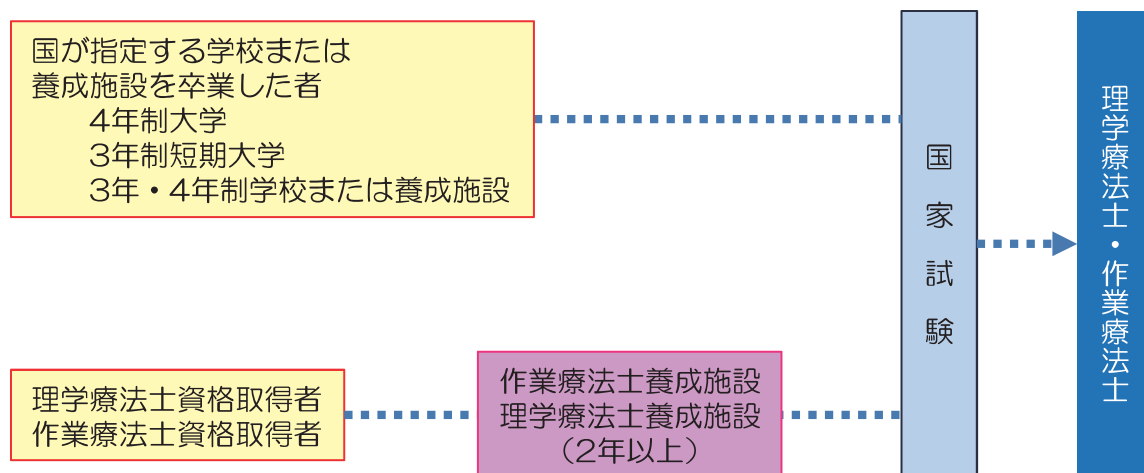 国が指定する学校または
養成施設を卒業した者
4年制大学
3年制短期大学
3年・4年制学校または養成施設
理学療法士資格取得者
作業療法士資格取得者
作業療法士養成施設
理学療法士養成施設
（2年以上）
国家試験
理学療法士・作業療法士